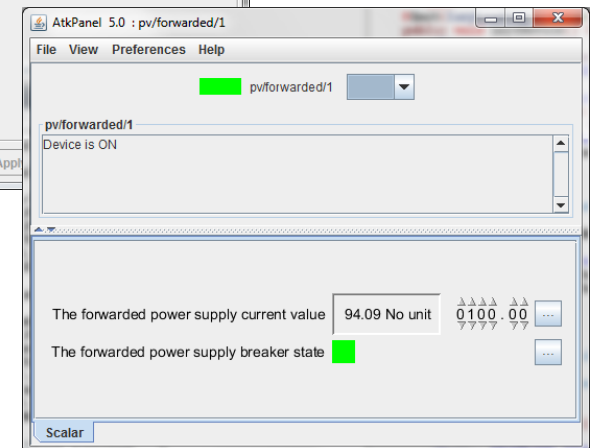 AtkPanel 5.0 : pv/forwarded/1
File View Preferences Help
pv/forwarded/1
pv/forwarded/1
Device is ON
The forwarded power supply current value 94.09 No unit 0100.00 ...
The forwarded power supply breaker state ...
Scalar